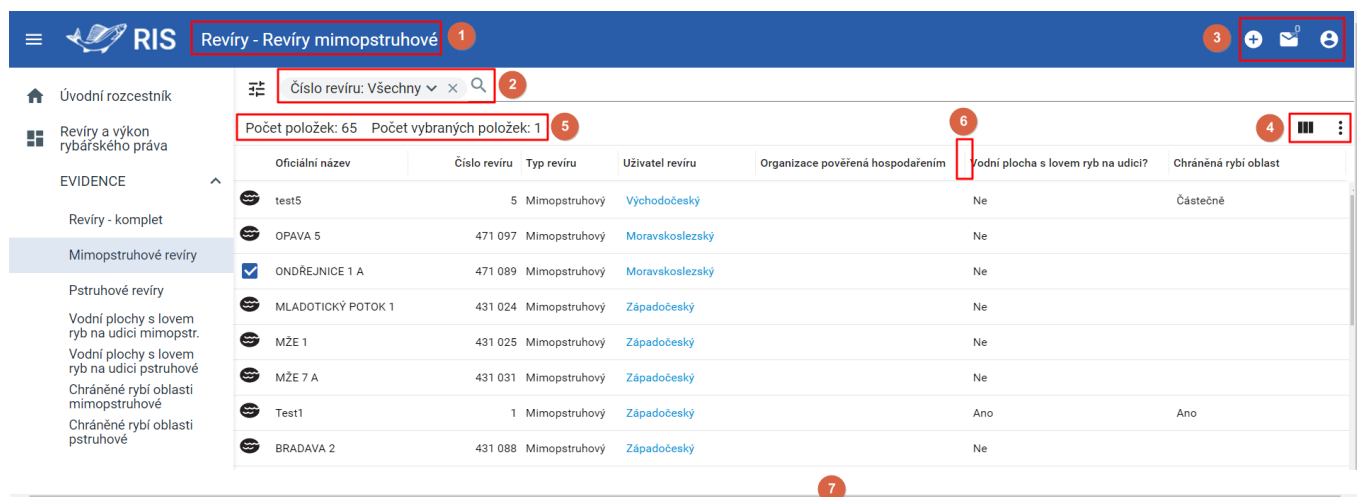 RIS Revíry - Revíry mimopstruhové 1 3 0
Úvodní rozcestník
Revíry a výkon
rybářského práva
EVIDENCE
Revíry - komplet
Mimopstruhové revíry
Pstruhové revíry
Vodní plochy s lovem
ryb na udici mimopstr.
Vodní plochy s lovem
ryb na udici pstruhové
Chráněné rybí oblasti
mimopstruhové
Chráněné rybí oblasti
pstruhové
Číslo revíru: Všechny 2
Počet položek: 65 Počet vybraných položek: 1 5 6 4
Oficiální název Číslo revíru Typ revíru Uživatel revíru Organizace pověřená hospodařením Vodní plocha s lovem ryb na udici? Chráněná rybí oblast
test5 5 Mimopstruhový Východočeský Ne Částečně
OPAVA 5 471 097 Mimopstruhový Moravskoslezský Ne
ONDŘEJNICE 1 A 471 089 Mimopstruhový Moravskoslezský Ne
MLADOTICKÝ POTOK 1 431 024 Mimopstruhový Západočeský Ne
MŽE 1 431 025 Mimopstruhový Západočeský Ne
MŽE 7 A 431 031 Mimopstruhový Západočeský Ne
Test1 1 Mimopstruhový Západočeský Ano Ano
BRADAVA 2 431 088 Mimopstruhový Západočeský Ne
7